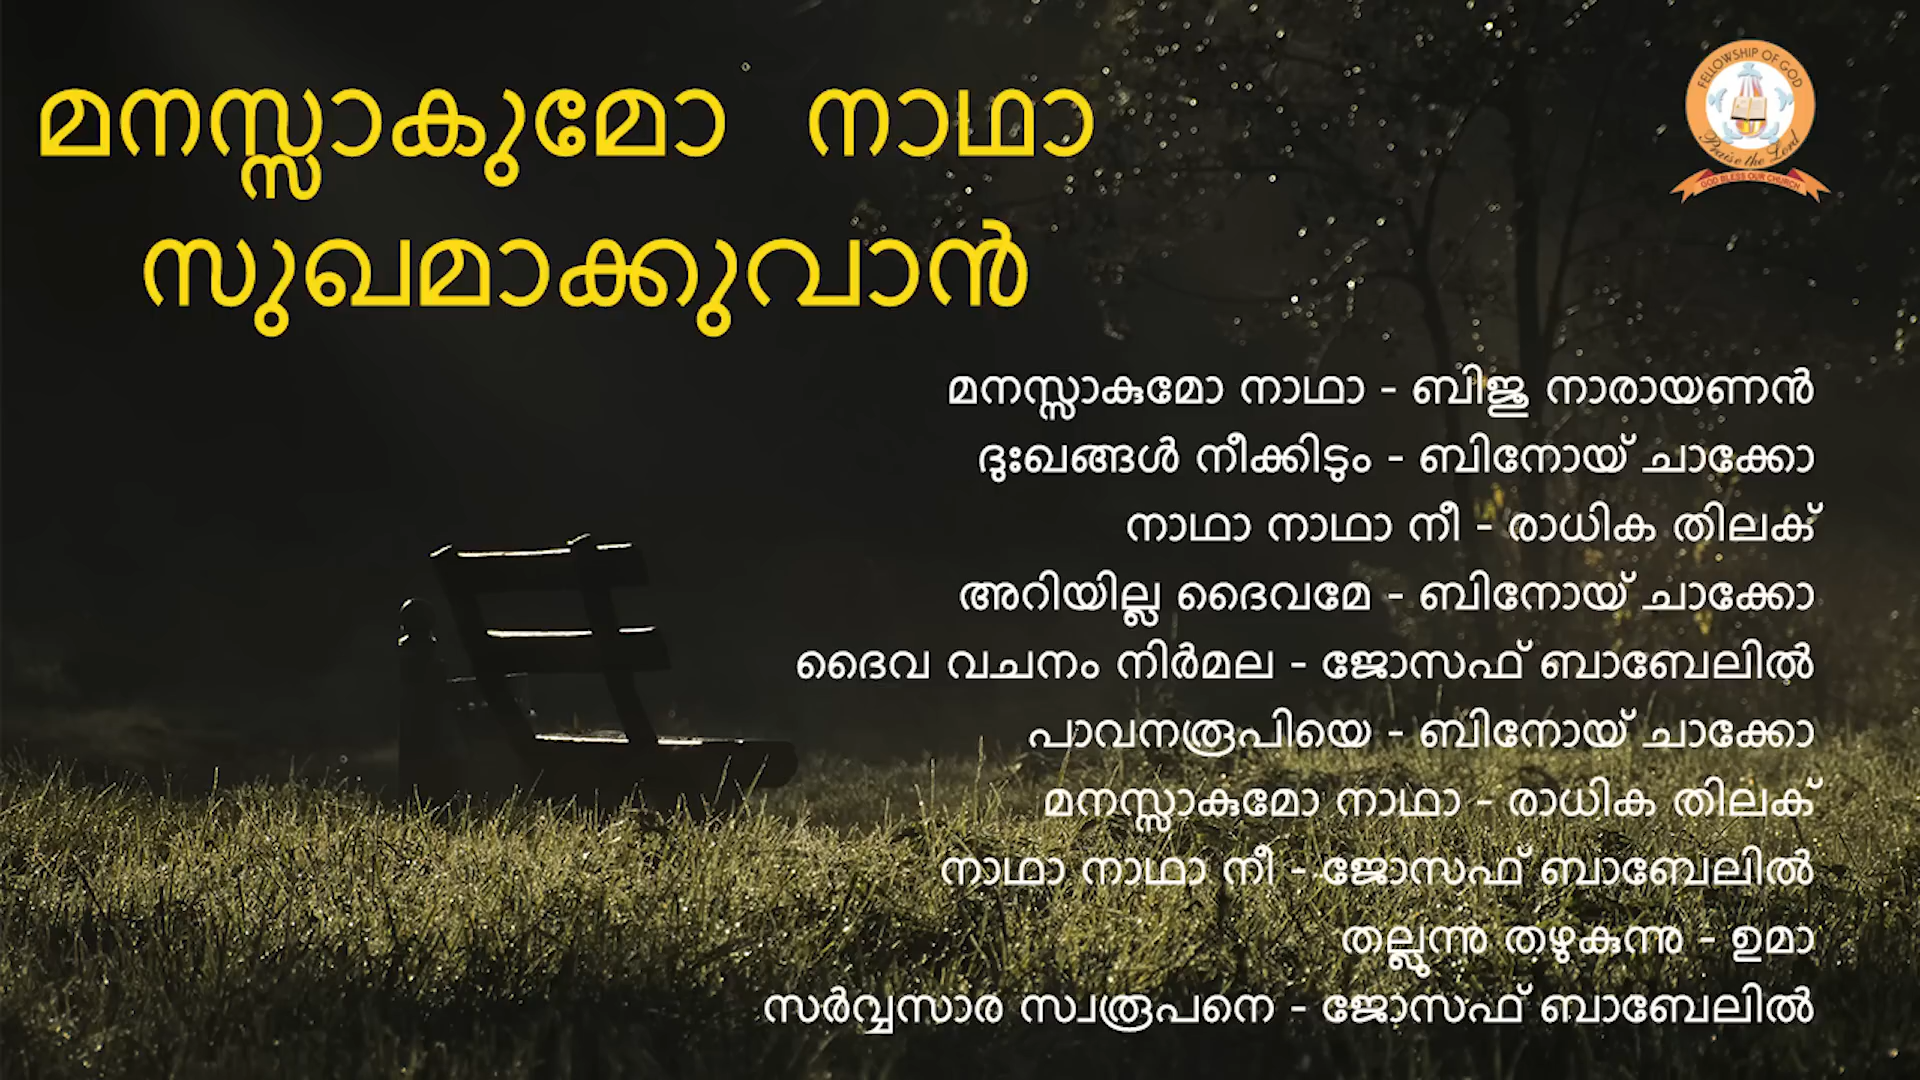 മനസ്സാകുമോ നാഥാ
സുഖമാക്കുവാൻ
FELLOWSHIP OF GOD
Praise the Lord
GOD BLESS OUR CHURCH
മനസ്സാകുമോ നാഥാ - ബിജൂ നാരായണൻ
ദുഃഖങ്ങൾ നീക്കിടും - ബിനോയ് ചാക്കോ
നാഥാ നാഥാ നീ - രാധിക തിലക്
അറിയില്ല ദൈവമേ - ബിനോയ് ചാക്കോ
ദൈവ വചനം നിർമല - ജോസഫ് ബാബേലിൽ
പാവനരൂപിയെ - ബിനോയ് ചാക്കോ
മനസ്സാകുമോ നാഥാ - രാധിക തിലക്
നാഥാ നാഥാ നീ - ജോസഫ് ബാബേലിൽ
തല്ലുന്നു തഴുകുന്നു - ഉമാ
സർവ്വസാര സ്വരൂപനെ - ജോസഫ് ബാബേലിൽ